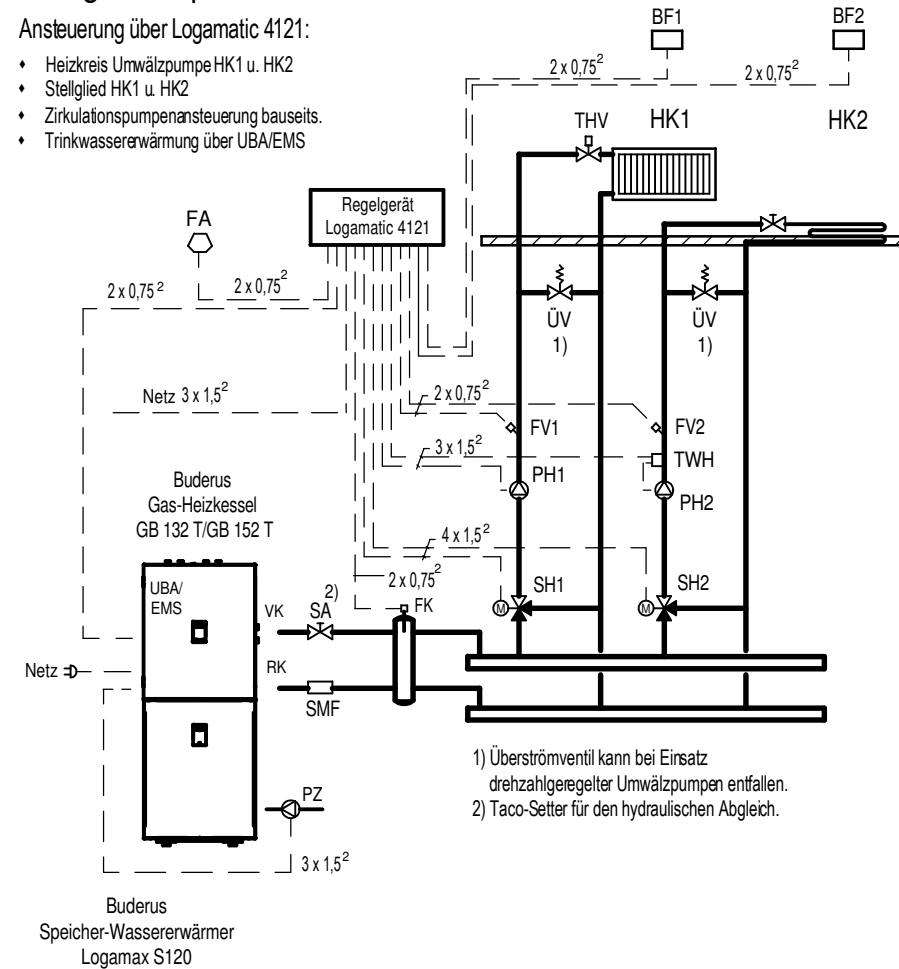 Ansteuerung über Logamatic 4121:
• Heizkreis Umwälzpumpe HK1 u. HK2
• Stellglied HK1 u. HK2
• Zirkulationspumpenansteuerung bauseits.
• Trinkwassererwärmung über UBA/EMS
BF1
BF2
2 x 0,75²
2 x 0,75²
THV
HK1
HK2
Regelgerät
Logamatic 4121
FA
2 x 0,75²
2 x 0,75²
ÜV
1)
ÜV
1)
Netz 3 x 1,5²
2 x 0,75²
FV1
FV2
3 x 1,5²
TWH
PH1
PH2
Buderus
Gas-Heizkessel
GB 132 T/GB 152 T
4 x 1,5²
2 x 0,75²
SH1
SH2
M
M
UBA/
EMS
VK
2)
SA
FK
Netz
RK
SMF
PZ
3 x 1,5²
1) Überströmventil kann bei Einsatz
drehzahlgeregelter Umwälzpumpen entfallen.
2) Taco-Setter für den hydraulischen Abgleich.
Buderus
Speicher-Wassererwärmer
Logamax S120